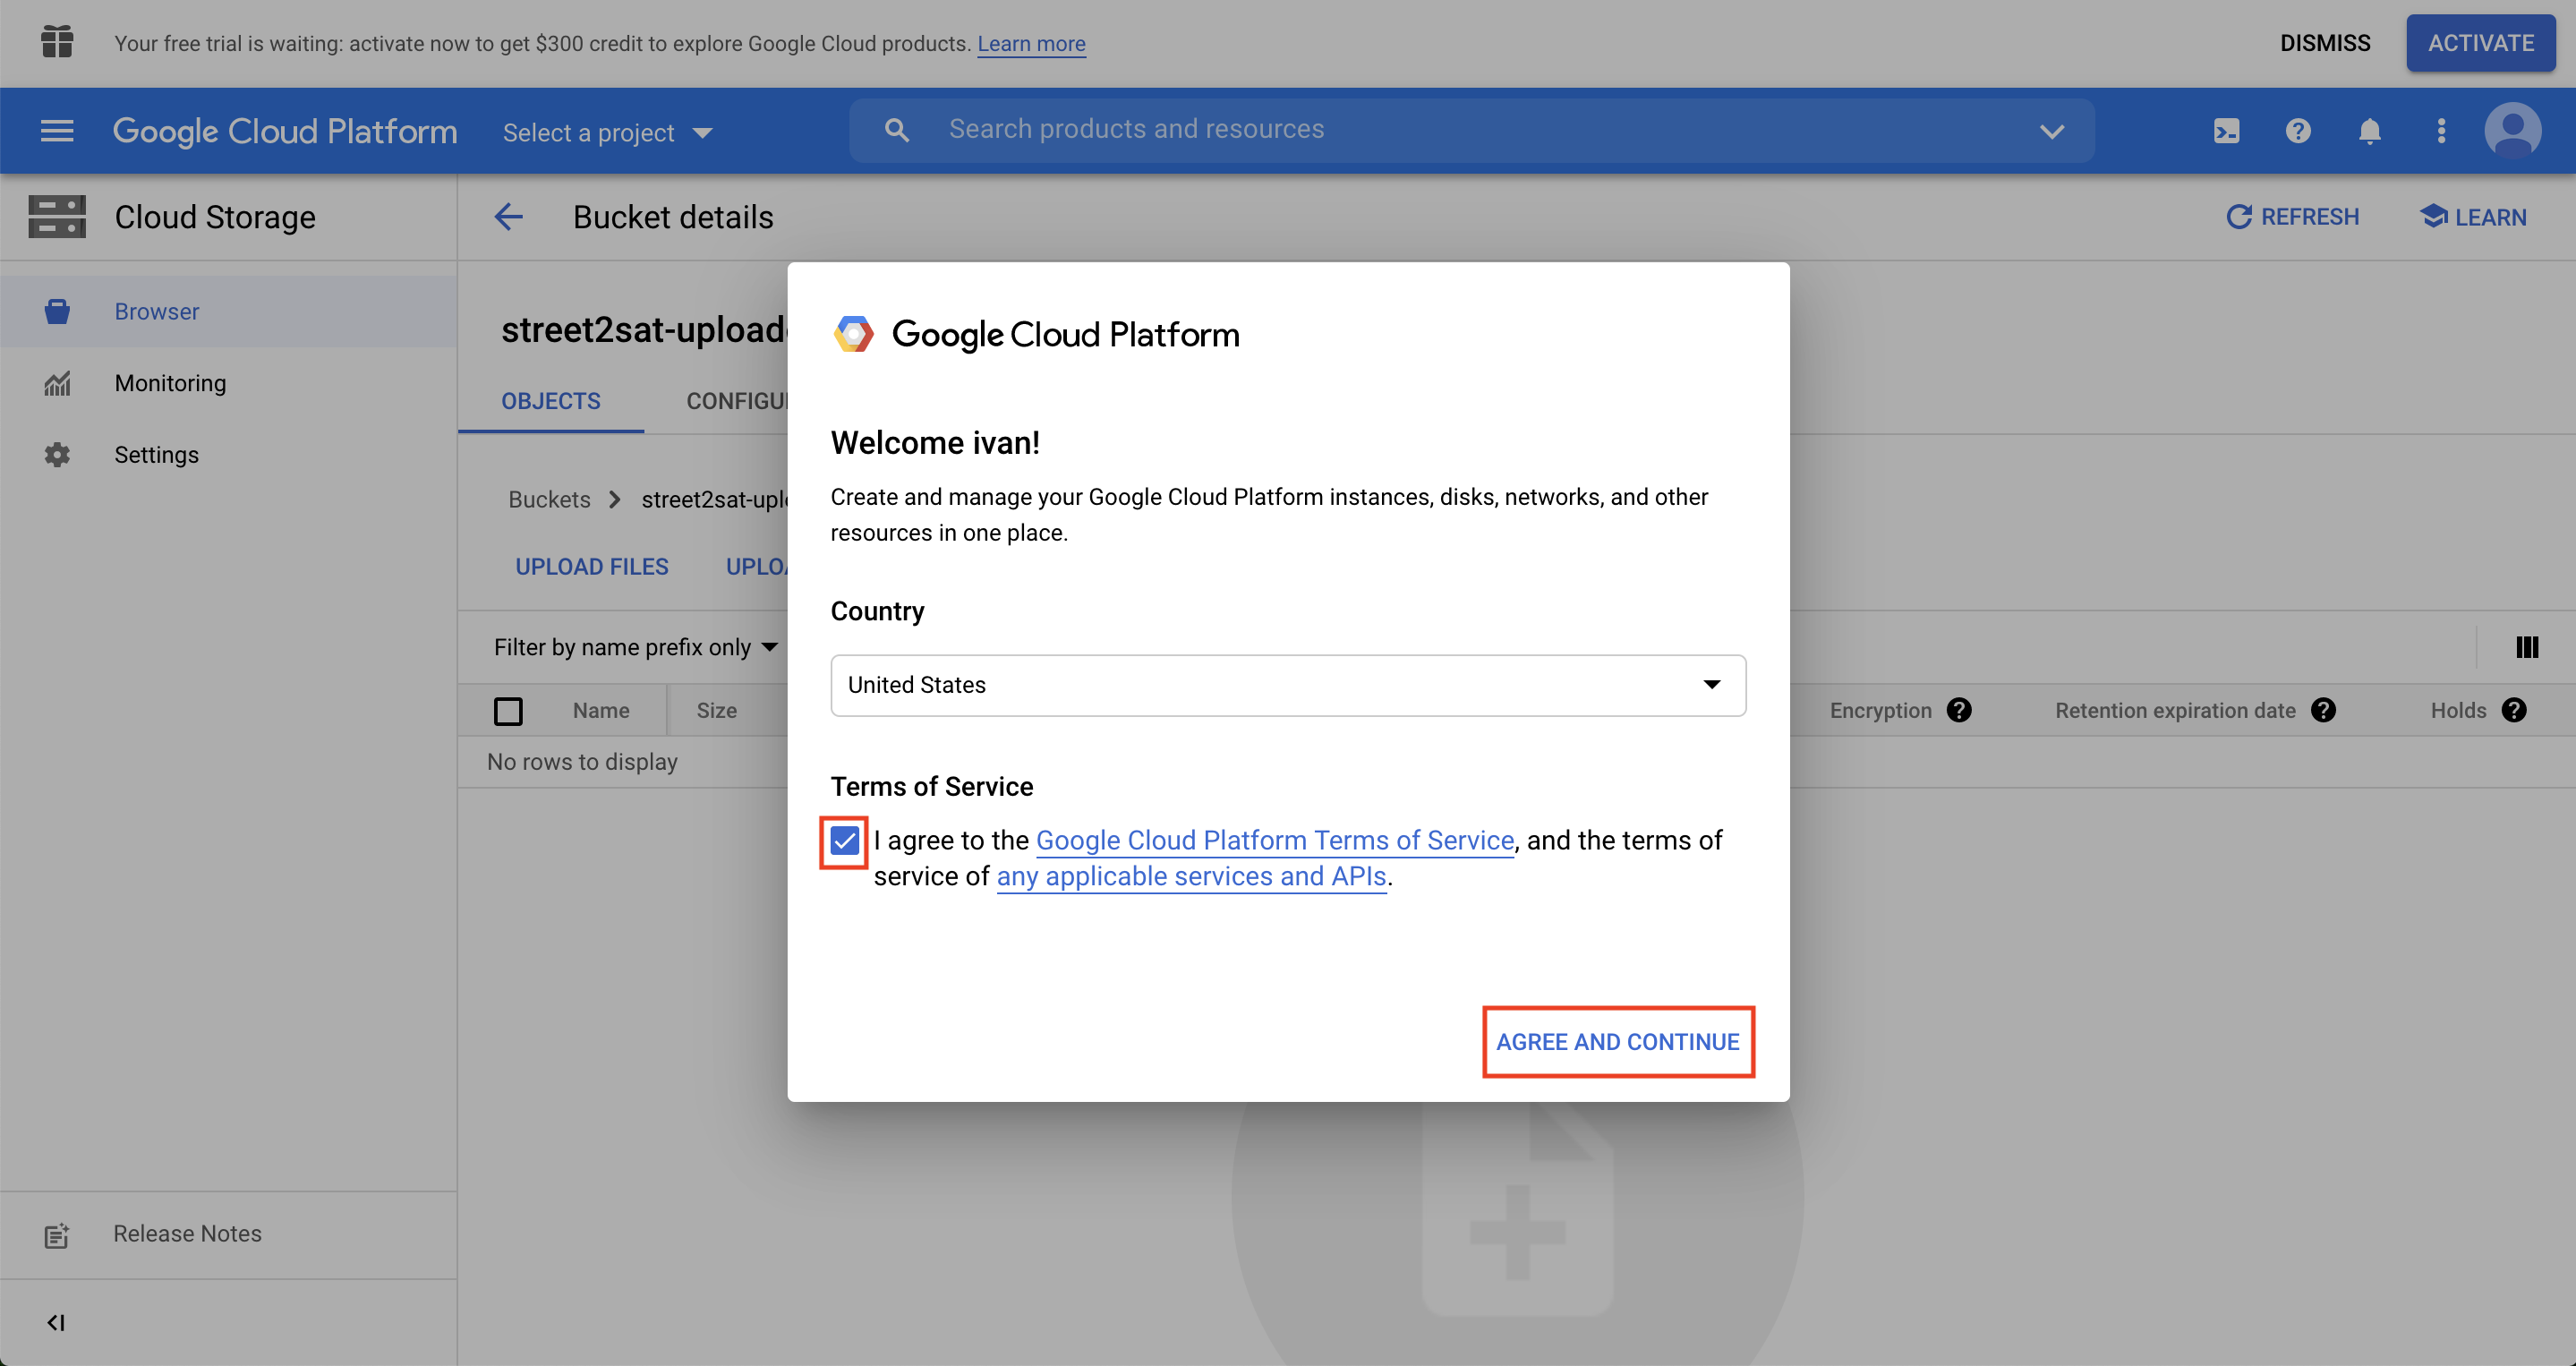 Your free trial is waiting: activate now to get $300 credit to explore Google Cloud products. Learn more
DISMISS
ACTIVATE
Google Cloud Platform
Select a project
Search products and resources
Cloud Storage
Bucket details
REFRESH
LEARN
Browser
Monitoring
Settings
street2sat-upload
OBJECTS
CONFIGU
Buckets
street2sat-uplo
UPLOAD FILES
UPLOA
Filter by name prefix only
Name
Size
Encryption
Retention expiration date
Holds
No rows to display
Google Cloud Platform
Welcome ivan!
Create and manage your Google Cloud Platform instances, disks, networks, and other
resources in one place.
Country
United States
Terms of Service
I agree to the Google Cloud Platform Terms of Service, and the terms of
service of any applicable services and APIs.
AGREE AND CONTINUE
Release Notes